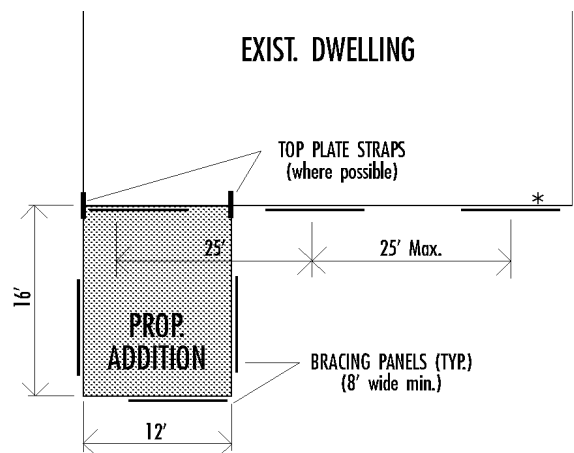 EXIST. DWELLING
TOP PLATE STRAPS
(where possible)
*
25'
25' Max.
16'
PROP.
ADDITION
BRACING PANELS (TYP.)
(8' wide min.)
12'